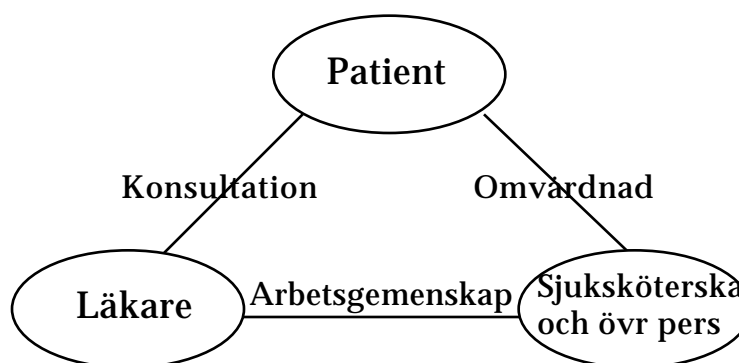 Patient
Konsultation
Omvårdnad
Läkare
Arbetsgemenskap
Sjuksköterska
och övr pers